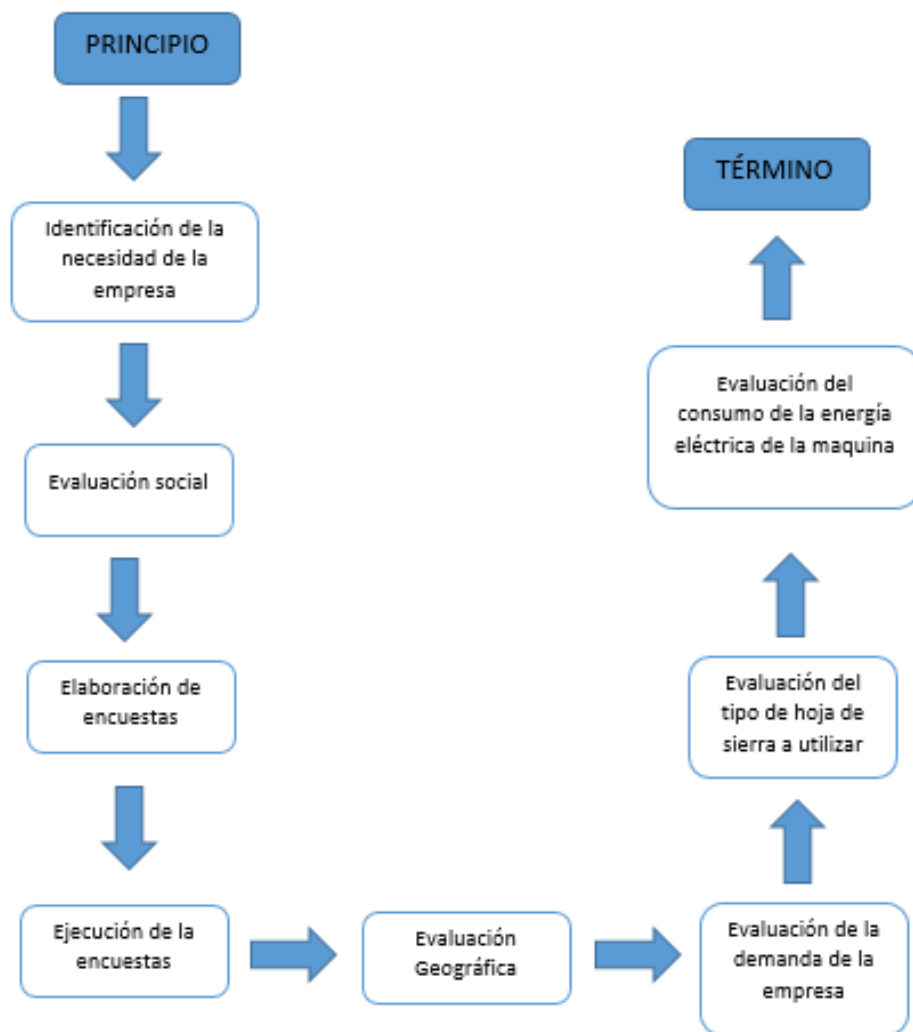 PRINCIPIO
Identificación de la
necesidad de la
empresa
Evaluación social
Elaboración de
encuestas
Ejecución de la
encuestas
Evaluación
Geográfica
Evaluación de la
demanda de la
empresa
Evaluación del
tipo de hoja de
sierra a utilizar
Evaluación del
consumo de la energía
eléctrica de la maquina
TÉRMINO